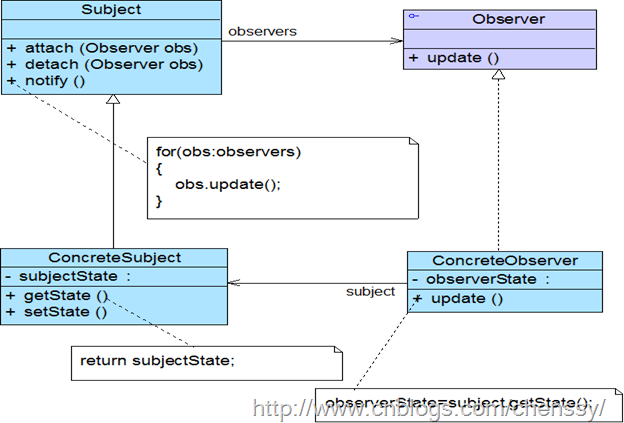 Subject
+ attach (Observer obs)
+ detach (Observer obs)
+ notify ()
observers
Observer
+ update ()
for(obs:observers)
{
obs.update();
}
ConcreteSubject
- subjectState :
+ getState ()
+ setState ()
subject
ConcreteObserver
- observerState :
+ update ()
return subjectState;
observerState=subject.getState();
http://www.cnblogs.com/chenssy/